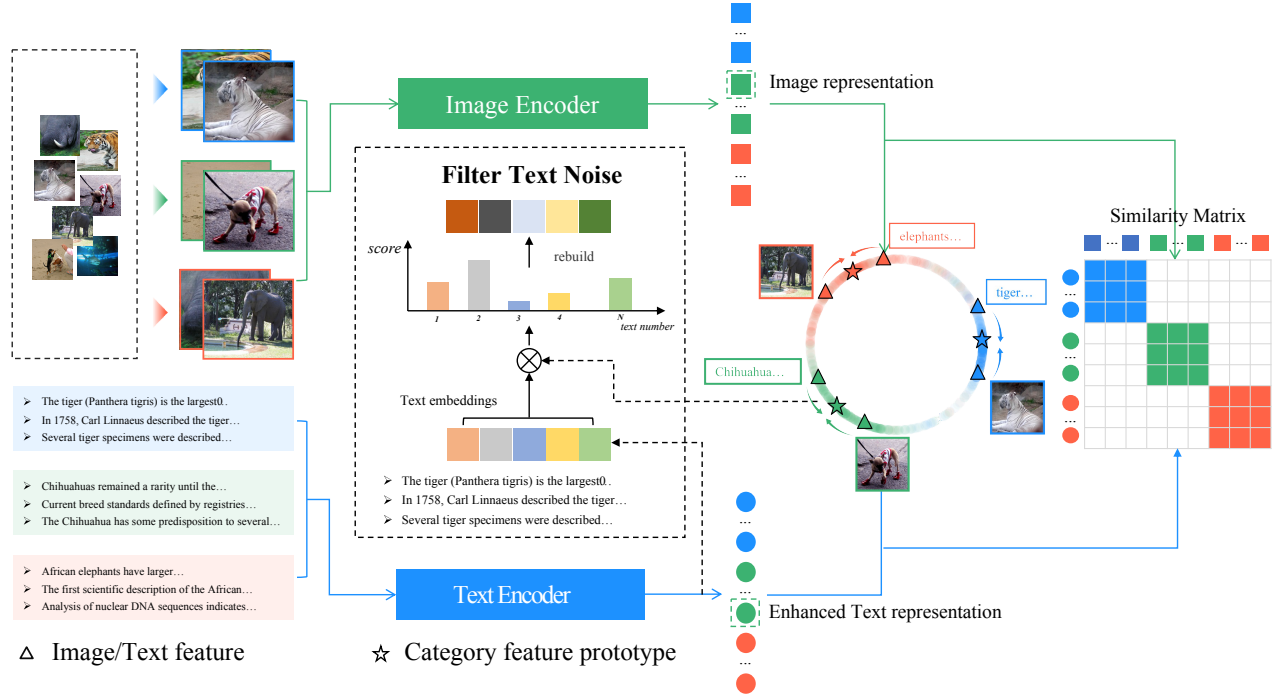 Image Encoder
Image representation
...
...
...
Filter Text Noise
score
rebuild
1
2
3
4
N
text number
Text embeddings
➢ The tiger (Panthera tigris) is the largest0..
➢ In 1758, Carl Linnaeus described the tiger…
➢ Several tiger specimens were described…
elephants…
tiger…
Chihuahua…
Similarity Matrix
... ... ...
...
...
...
➢ The tiger (Panthera tigris) is the largest0..
➢ In 1758, Carl Linnaeus described the tiger…
➢ Several tiger specimens were described…
➢ Chihuahuas remained a rarity until the…
➢ Current breed standards defined by registries…
➢ The Chihuahua has some predisposition to several…
➢ African elephants have larger…
➢ The first scientific description of the African…
➢ Analysis of nuclear DNA sequences indicates…
Text Encoder
...
...
...
Enhanced Text representation
Image/Text feature
Category feature prototype